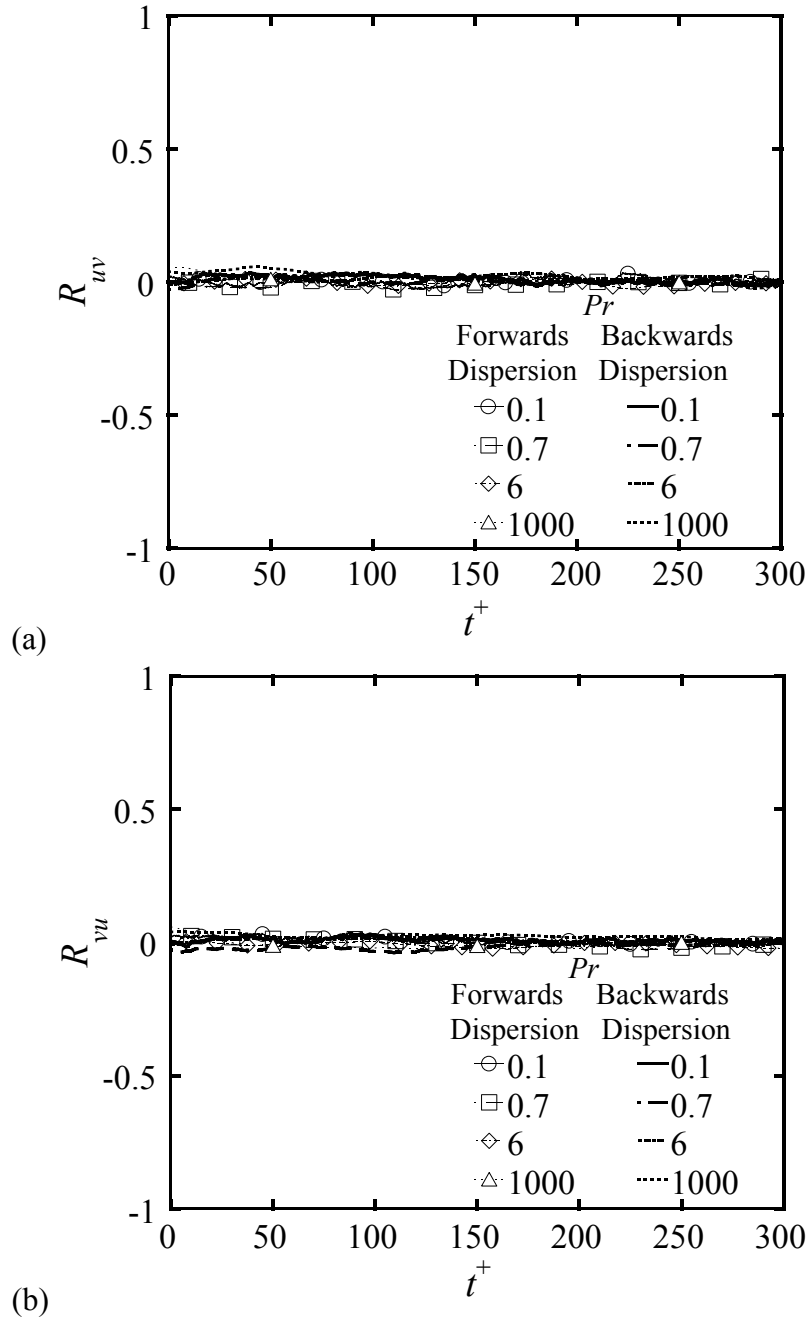 1
0.5
R_uv
0
-0.5
-1
Pr
Forwards Backwards
Dispersion Dispersion
0.1 0.1
0.7 0.7
6 6
1000 1000
0 50 100 150 200 250 300
t+
(a)
1
0.5
R_vu
0
-0.5
-1
Pr
Forwards Backwards
Dispersion Dispersion
0.1 0.1
0.7 0.7
6 6
1000 1000
0 50 100 150 200 250 300
t+
(b)